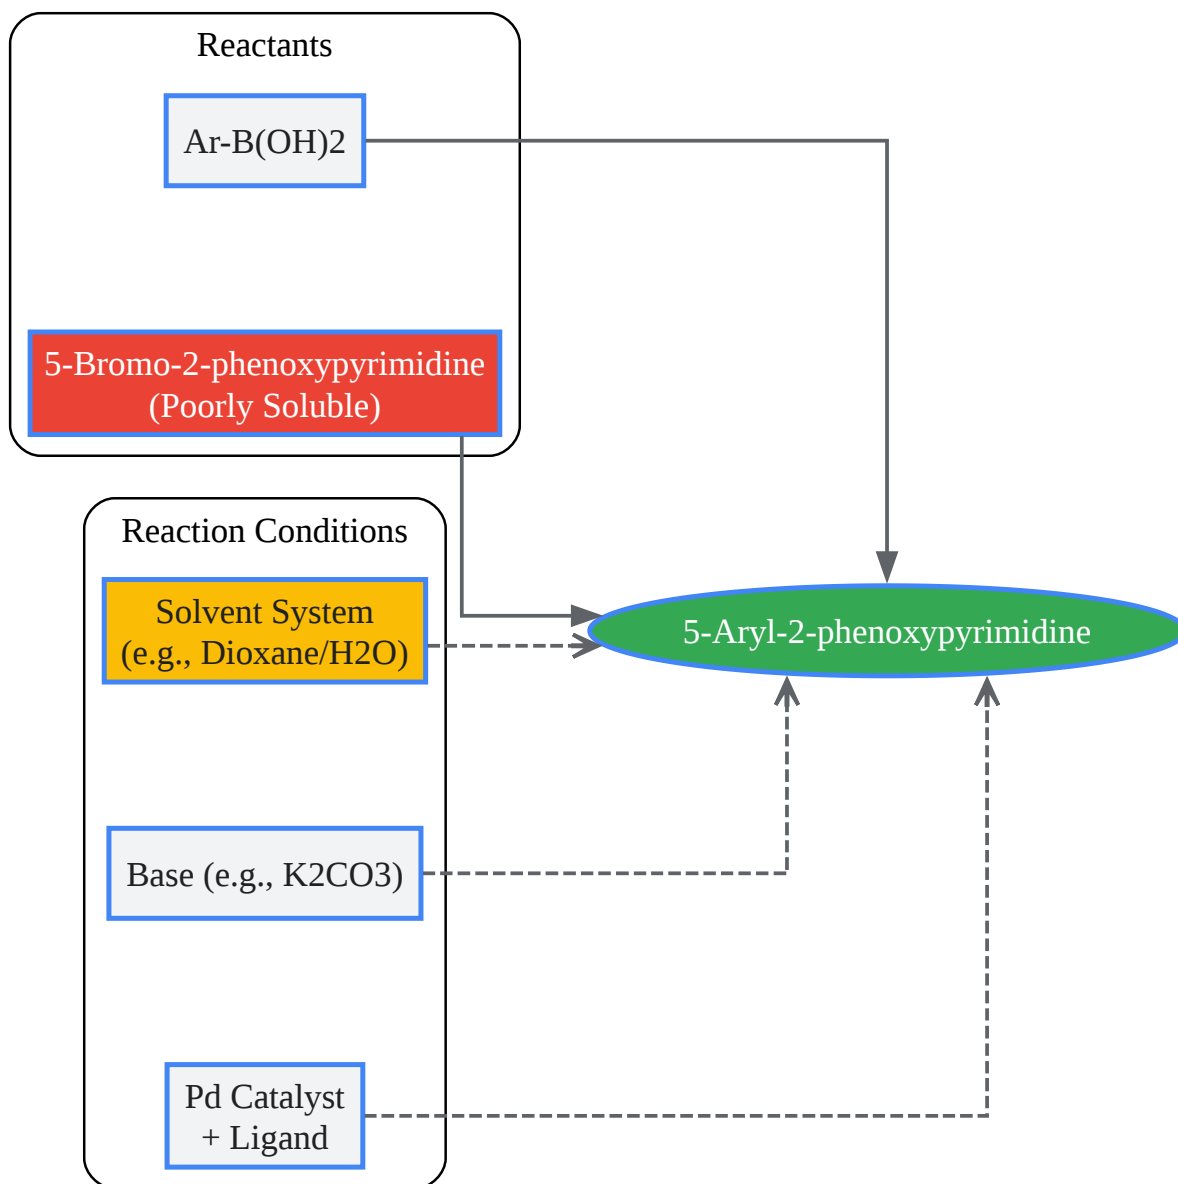 Reactants
Ar-B(OH)2
5-Bromo-2-phenoxypyrimidine
(Poorly Soluble)
Reaction Conditions
Solvent System
(e.g., Dioxane/H2O)
5-Aryl-2-phenoxypyrimidine
Base (e.g., K2CO3)
Pd Catalyst
+ Ligand